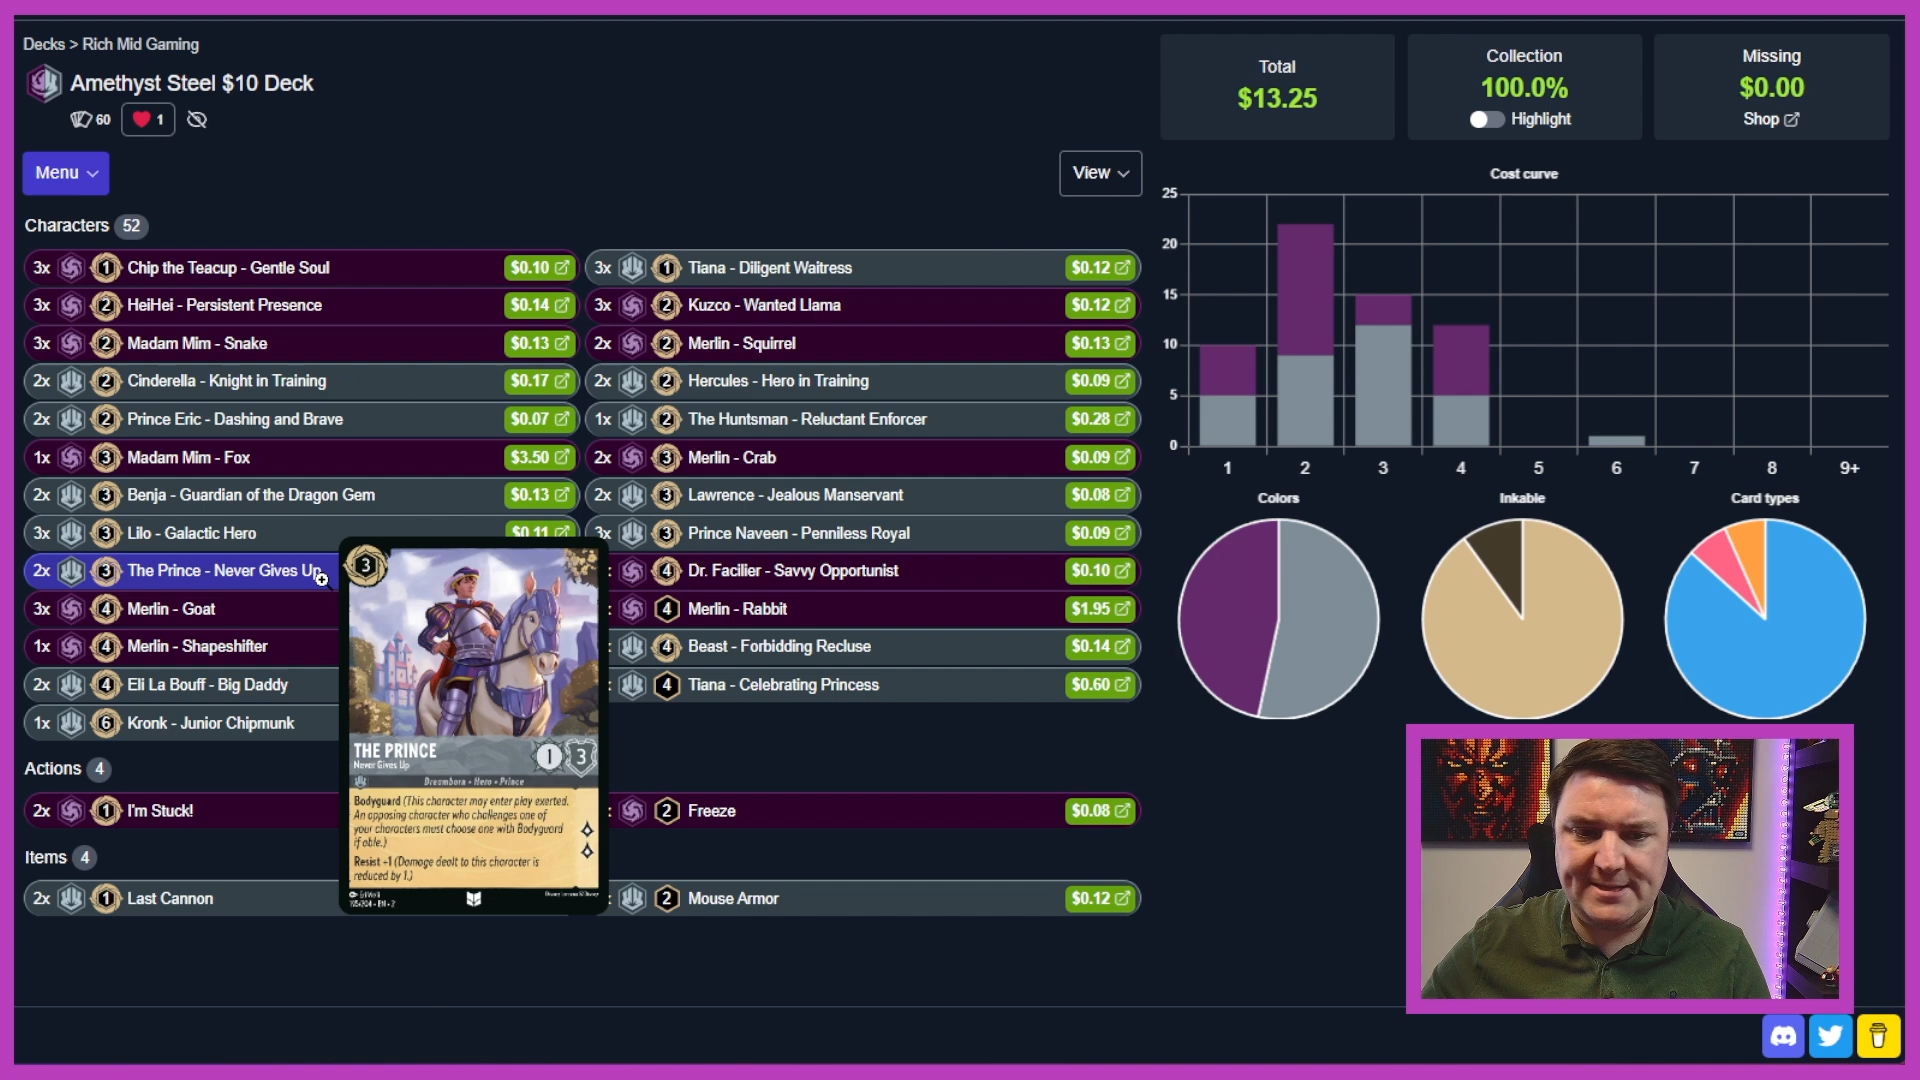 Decks > Rich Mid Gaming
Amethyst Steel $10 Deck
60
1
Menu
View
Total
$13.25
Collection
100.0%
Highlight
Missing
$0.00
Shop
Characters 52
3x 1 Chip the Teacup - Gentle Soul $0.10
3x 1 Tiana - Diligent Waitress $0.12
3x 2 HeiHei - Persistent Presence $0.14
3x 2 Kuzco - Wanted Llama $0.12
3x 2 Madam Mim - Snake $0.13
2x 2 Merlin - Squirrel $0.13
2x 2 Cinderella - Knight in Training $0.17
2x 2 Hercules - Hero in Training $0.09
2x 2 Prince Eric - Dashing and Brave $0.07
1x 2 The Huntsman - Reluctant Enforcer $0.28
1x 3 Madam Mim - Fox $3.50
2x 3 Merlin - Crab $0.09
2x 3 Benja - Guardian of the Dragon Gem $0.13
2x 3 Lawrence - Jealous Manservant $0.08
3x 3 Lilo - Galactic Hero $0.11
3x 3 Prince Naveen - Penniless Royal $0.09
2x 3 The Prince - Never Gives Up
4 Dr. Facilier - Savvy Opportunist $0.10
3x 4 Merlin - Goat
4 Merlin - Rabbit $1.95
1x 4 Merlin - Shapeshifter
4 Beast - Forbidding Recluse $0.14
2x 4 Eli La Bouff - Big Daddy
4 Tiana - Celebrating Princess $0.60
1x 6 Kronk - Junior Chipmunk
Actions 4
2x 1 I'm Stuck!
2 Freeze $0.08
Items 4
2x 1 Last Cannon
2 Mouse Armor $0.12
3
THE PRINCE
Never Gives Up
1 3
Dreamborn • Hero • Prince
Bodyguard (This character may enter play exerted.
An opposing character who challenges one of
your characters must choose one with Bodyguard
if able.)
Resist +1 (Damage dealt to this character is
reduced by 1.)
Cost curve
25
20
15
10
5
0
1 2 3 4 5 6 7 8 9+
Colors
Inkable
Card types